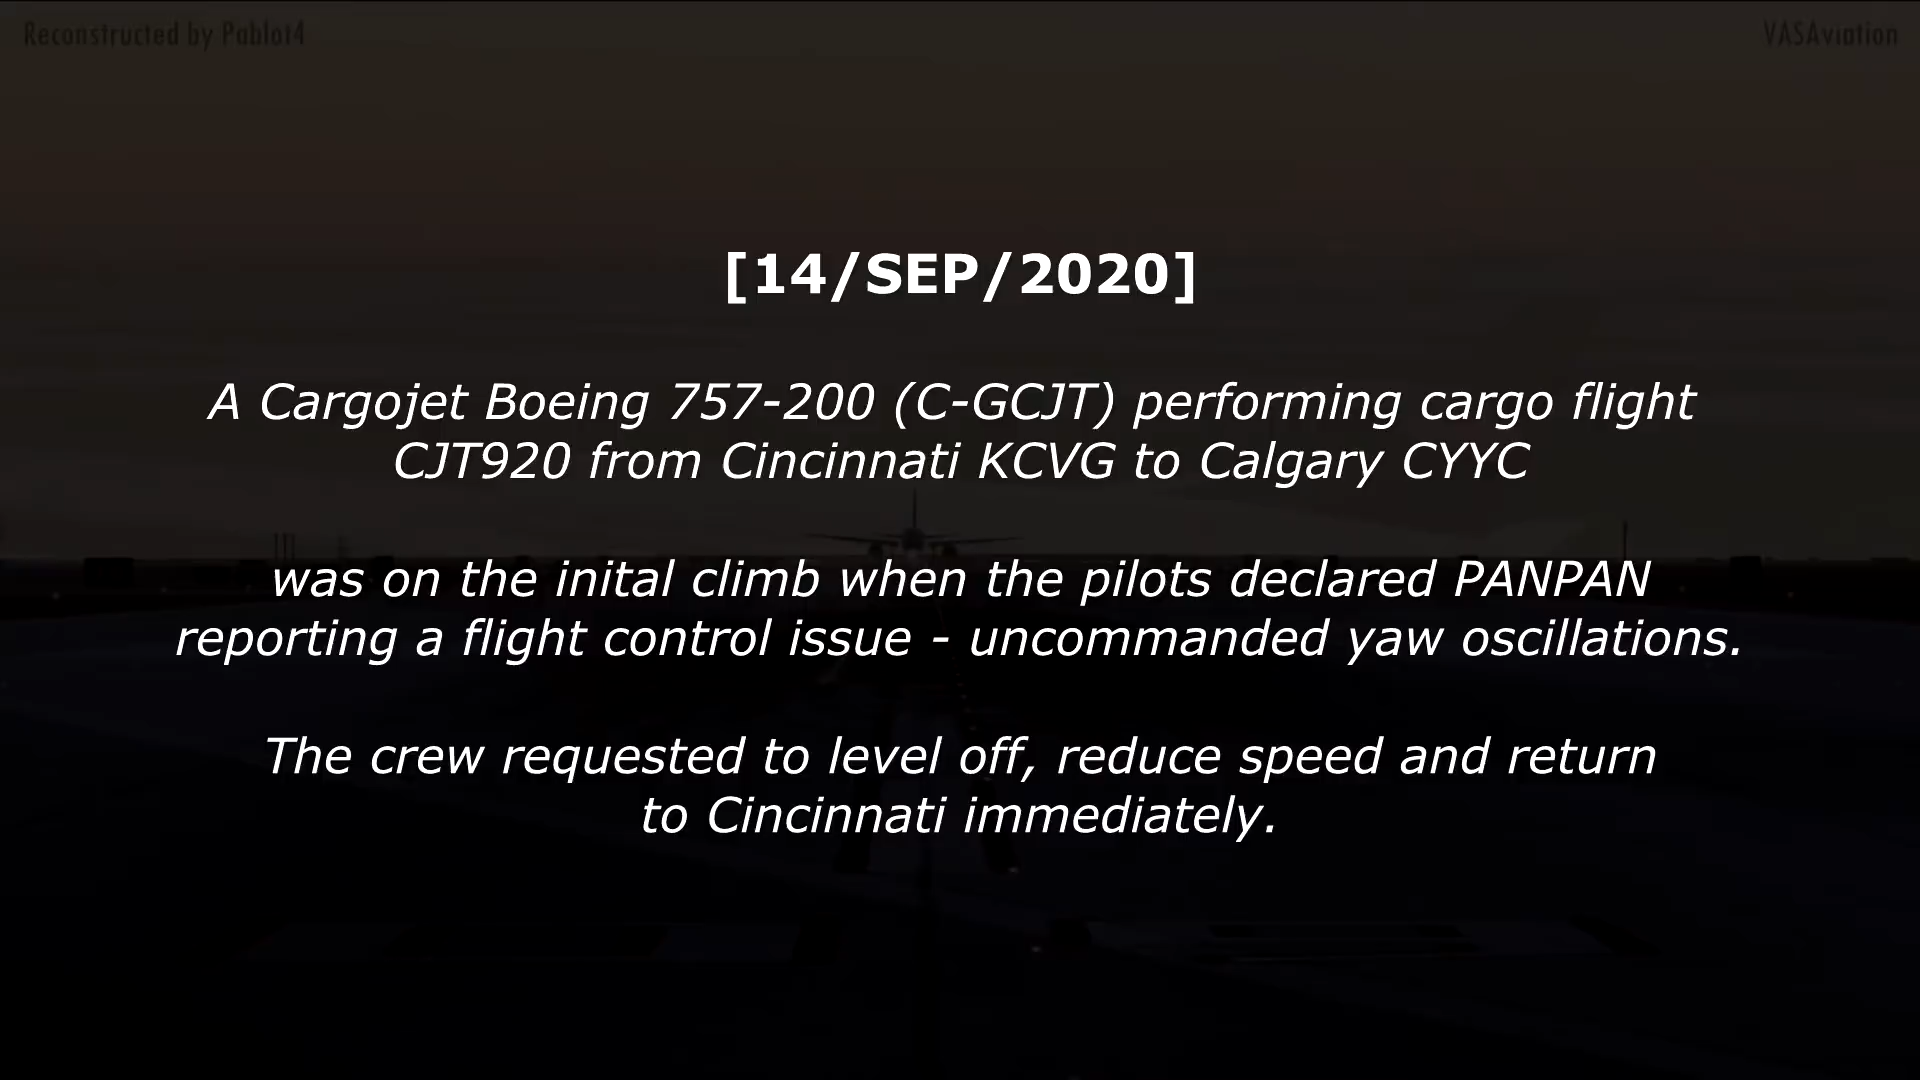 Reconstructed by Pablot4
VASAviation
[14/SEP/2020]
A Cargojet Boeing 757-200 (C-GCJT) performing cargo flight
CJT920 from Cincinnati KCVG to Calgary CYYC
was on the inital climb when the pilots declared PANPAN
reporting a flight control issue - uncommanded yaw oscillations.
The crew requested to level off, reduce speed and return
to Cincinnati immediately.